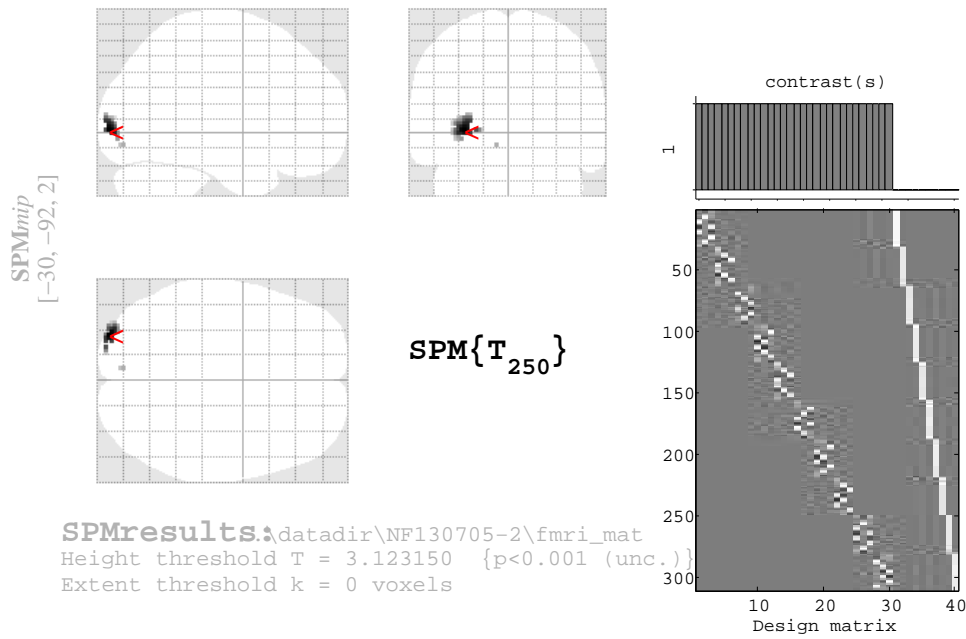 SPMmip
[−30, −92, 2]
SPM{T250}
SPMresults:.\datadir\NF130705-2\fmri_mat
Height threshold T = 3.123150 {p<0.001 (unc.)}
Extent threshold k = 0 voxels
contrast(s)
1
50
100
150
200
250
300
10 20 30 40
Design matrix